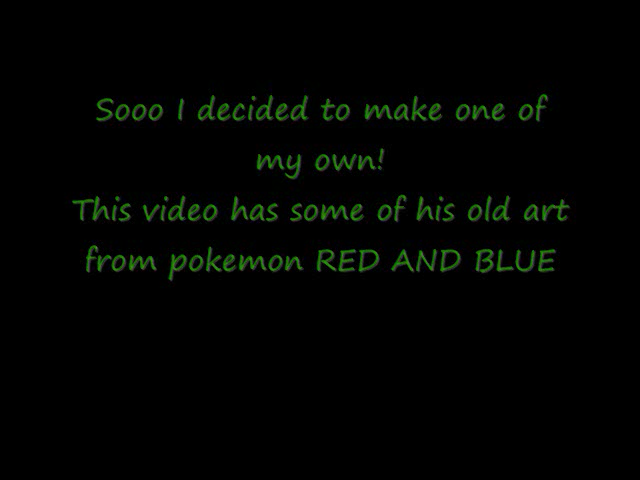 Sooo I decided to make one of
my own!
This video has some of his old art
from pokemon RED AND BLUE